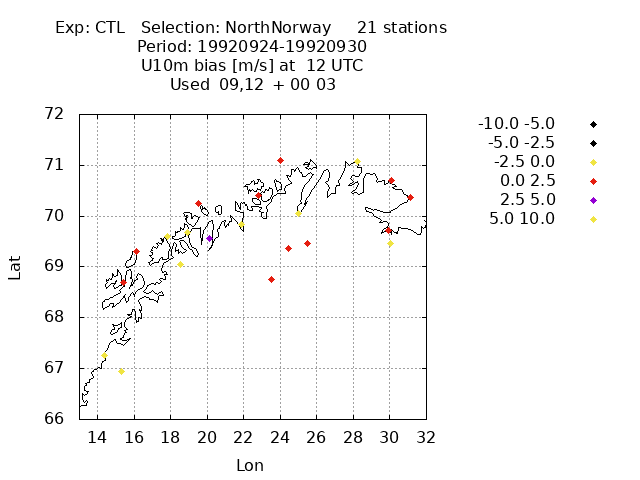 Exp: CTL   Selection: NorthNorway     21 stations
Period: 19920924-19920930
U10m bias [m/s] at  12 UTC
Used  09,12  + 00 03
-10.0 -5.0
-5.0 -2.5
-2.5 0.0
0.0 2.5
2.5 5.0
5.0 10.0
72
71
70
69
68
67
66
Lat
14 16 18 20 22 24 26 28 30 32
Lon